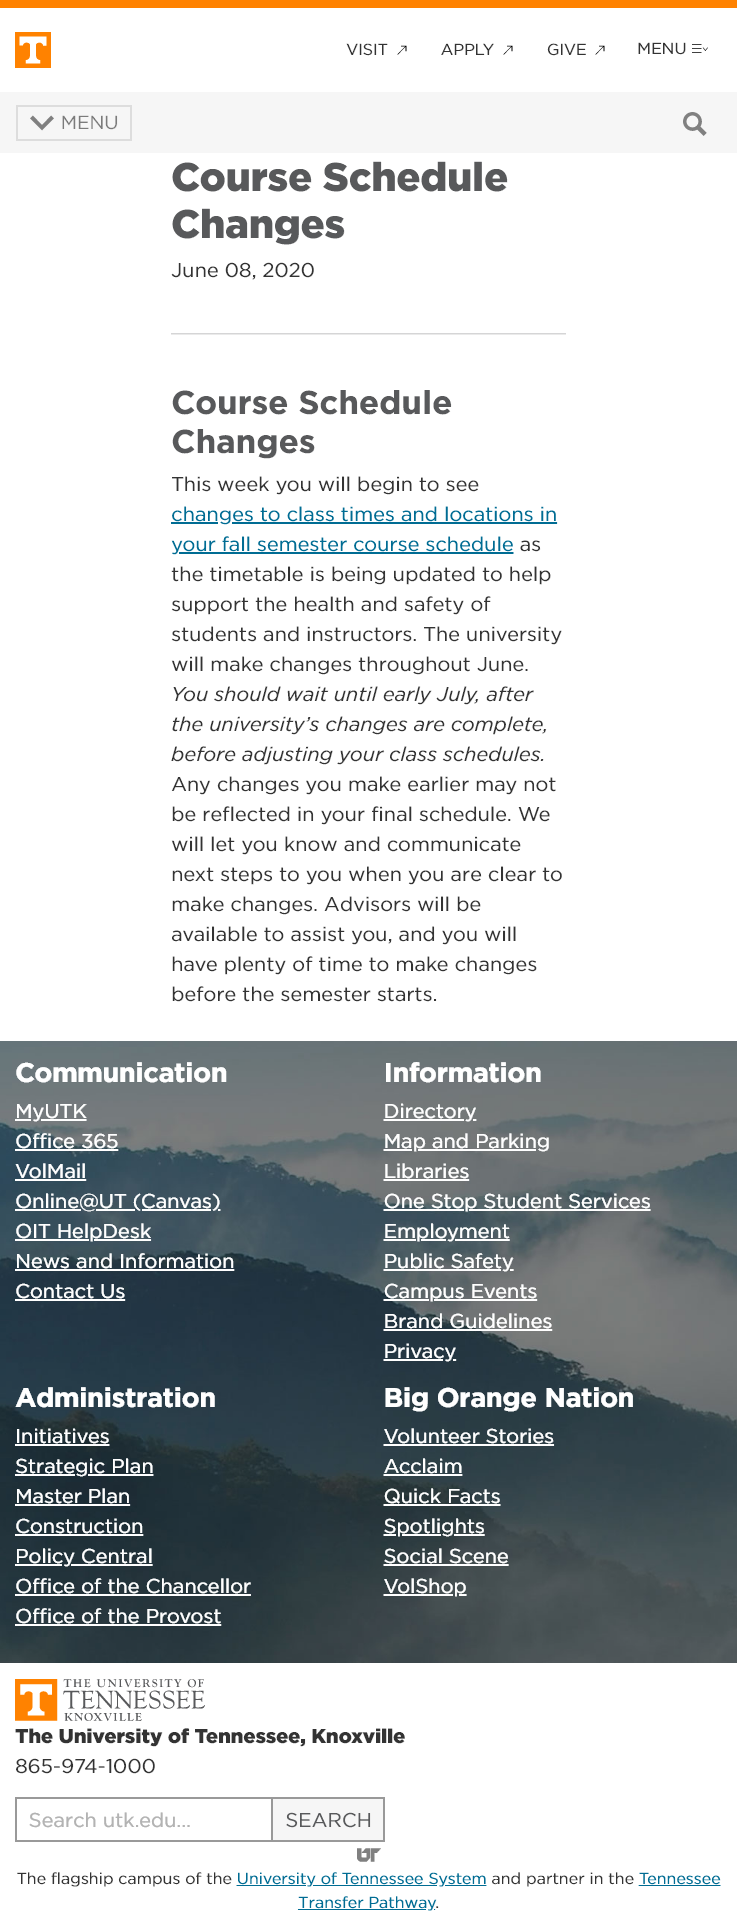 T
VISIT
APPLY
GIVE
MENU
MENU
Course Schedule
Changes
June 08, 2020
Course Schedule
Changes
This week you will begin to see
changes to class times and locations in
your fall semester course schedule as
the timetable is being updated to help
support the health and safety of
students and instructors. The university
will make changes throughout June.
You should wait until early July, after
the university’s changes are complete,
before adjusting your class schedules.
Any changes you make earlier may not
be reflected in your final schedule. We
will let you know and communicate
next steps to you when you are clear to
make changes. Advisors will be
available to assist you, and you will
have plenty of time to make changes
before the semester starts.
Communication
MyUTK
Office 365
VolMail
Online@UT (Canvas)
OIT HelpDesk
News and Information
Contact Us
Information
Directory
Map and Parking
Libraries
One Stop Student Services
Employment
Public Safety
Campus Events
Brand Guidelines
Privacy
Administration
Initiatives
Strategic Plan
Master Plan
Construction
Policy Central
Office of the Chancellor
Office of the Provost
Big Orange Nation
Volunteer Stories
Acclaim
Quick Facts
Spotlights
Social Scene
VolShop
T
THE UNIVERSITY OF
TENNESSEE
KNOXVILLE
The University of Tennessee, Knoxville
865-974-1000
Search utk.edu...
SEARCH
UT
The flagship campus of the University of Tennessee System and partner in the Tennessee
Transfer Pathway.